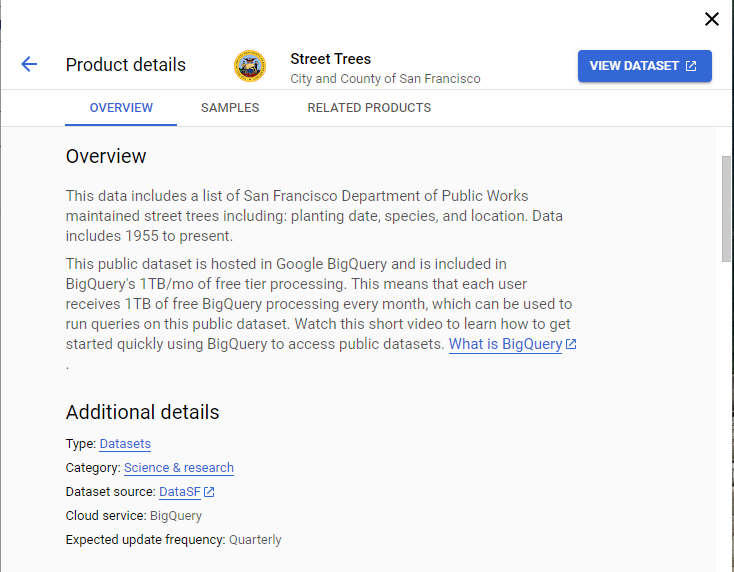 Product details
Street Trees
City and County of San Francisco
VIEW DATASET
OVERVIEW
SAMPLES
RELATED PRODUCTS
Overview
This data includes a list of San Francisco Department of Public Works
maintained street trees including: planting date, species, and location. Data
includes 1955 to present.
This public dataset is hosted in Google BigQuery and is included in
BigQuery's 1TB/mo of free tier processing. This means that each user
receives 1TB of free BigQuery processing every month, which can be used to
run queries on this public dataset. Watch this short video to learn how to get
started quickly using BigQuery to access public datasets. What is BigQuery
.
Additional details
Type: Datasets
Category: Science & research
Dataset source: DataSF
Cloud service: BigQuery
Expected update frequency: Quarterly